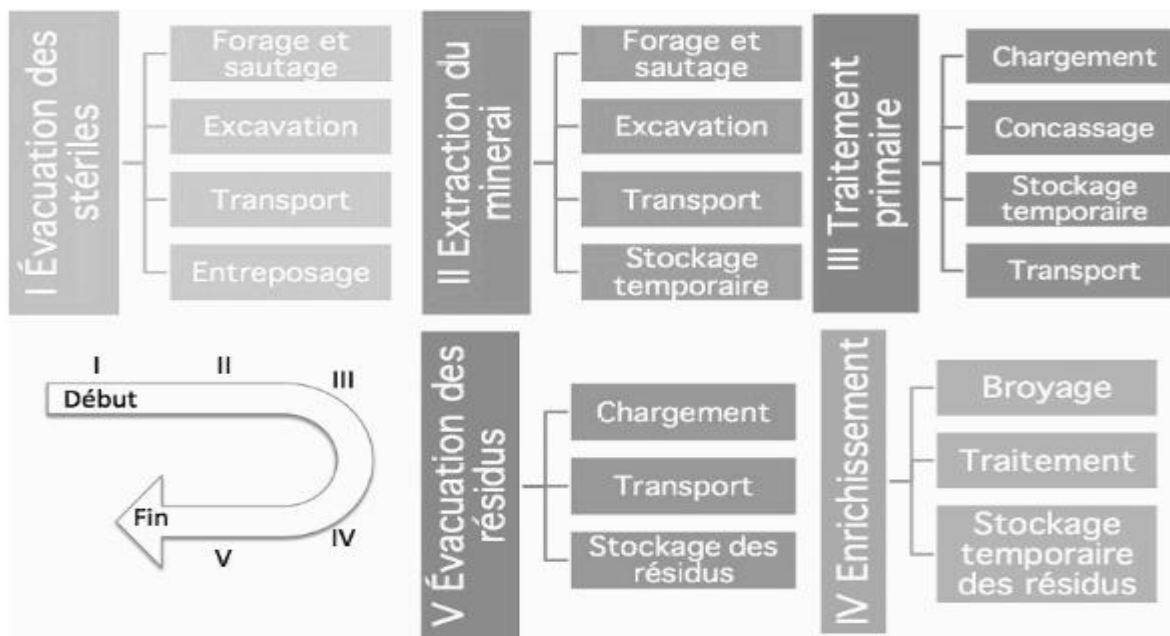 I Évacuation des
stériles
Forage et
sautage
Excavation
Transport
Entreposage
III Extraction du
minerai
Forage et
sautage
Excavation
Transport
Stockage
temporaire
III Traitement
primaire
Chargement
Concassage
Stockage
temporaire
Transport
I
II
III
Début
Fin
IV
V
V Évacuation des
résidus
Chargement
Transport
Stockage des
résidus
IV Enrichissement
Broyage
Traitement
Stockage
temporaire
des résidus